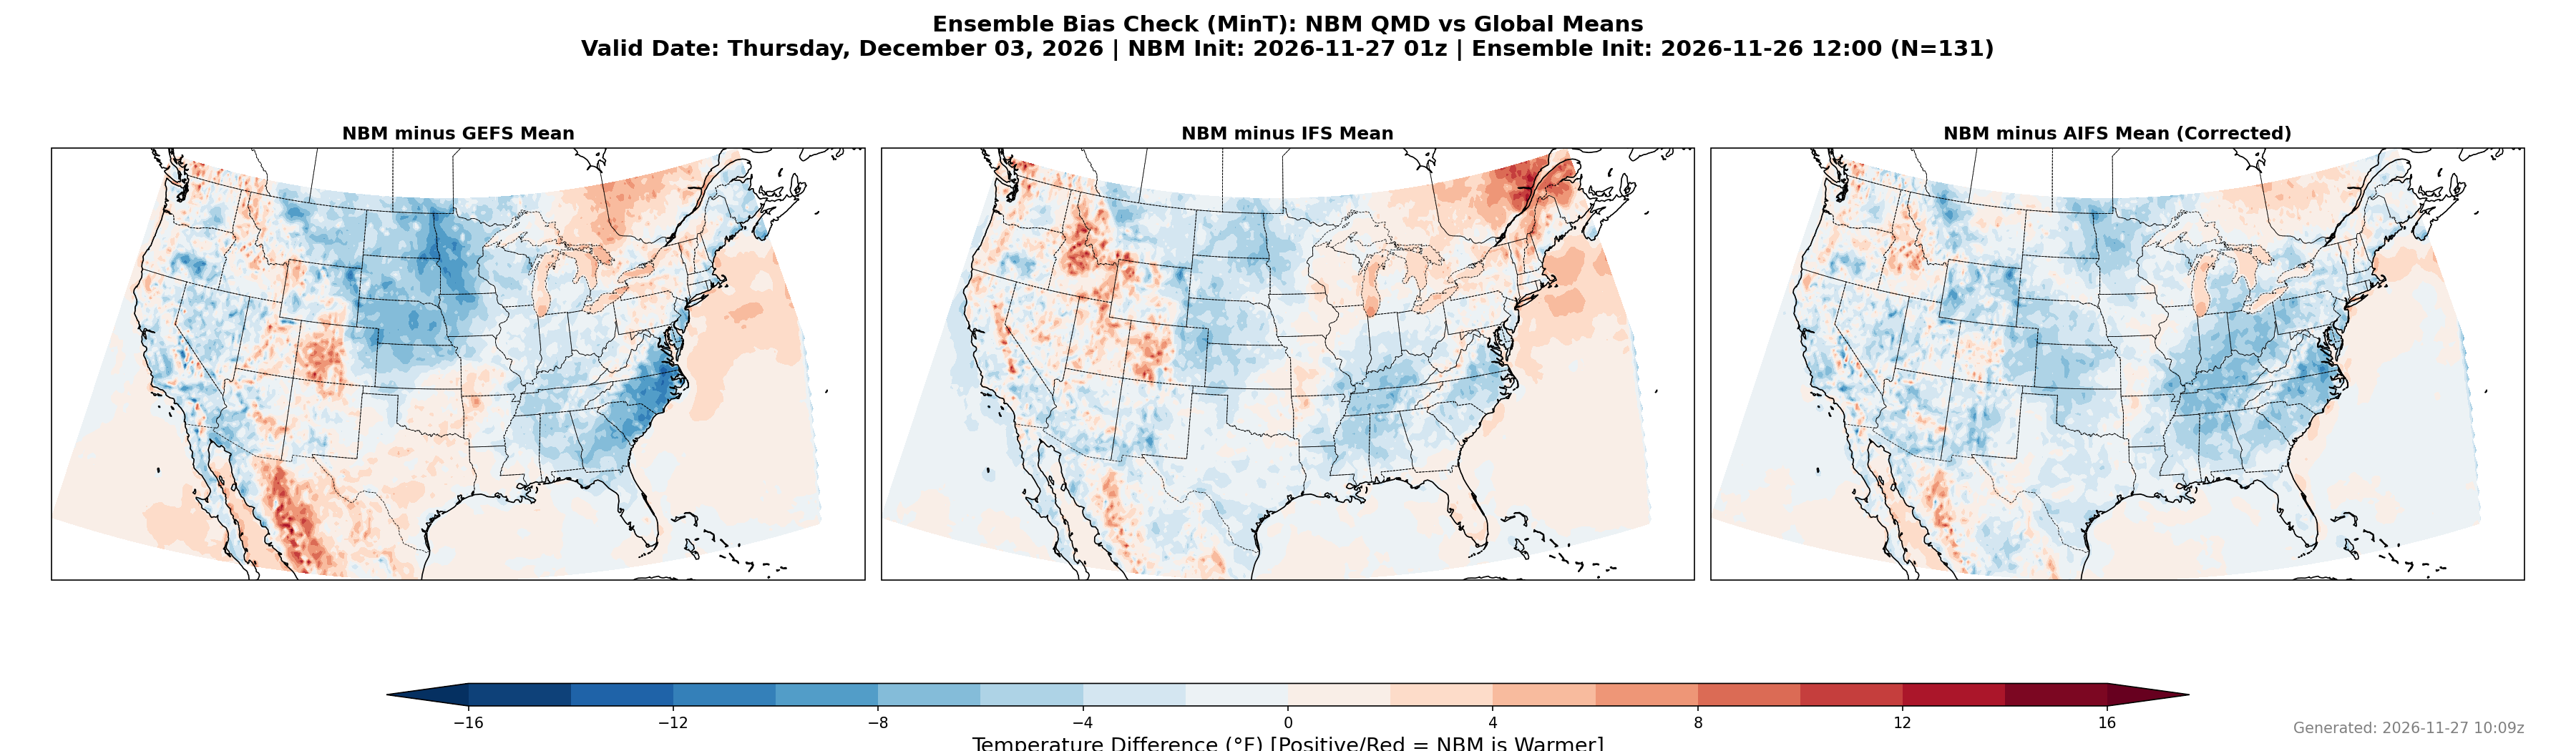 Ensemble Bias Check (MinT): NBM QMD vs Global Means
Valid Date: Thursday, December 03, 2026 | NBM Init: 2026-11-27 01z | Ensemble Init: 2026-11-26 12:00 (N=131)
NBM minus GEFS Mean
NBM minus IFS Mean
NBM minus AIFS Mean (Corrected)
−16
−12
−8
−4
0
4
8
12
16
Temperature Difference (°F) [Positive/Red = NBM is Warmer]
Generated: 2026-11-27 10:09z